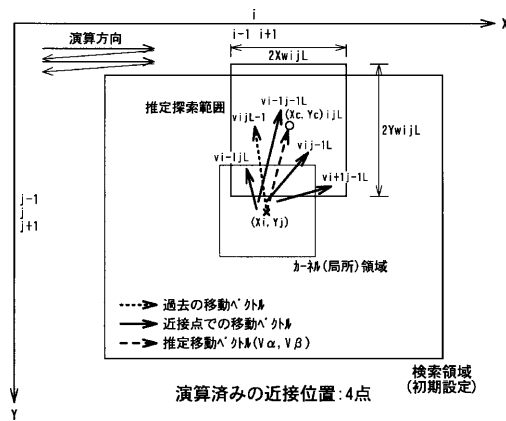 i
X
演算方向
i-1 i+1
2XwijL
推定探索範囲
vi-1j-1L
(Xc, Yc)ijL
vijL-1
2YwijL
vi-1jL
vij-1L
vi+1j-1L
j-1
j
j+1
(Xi, Yj)
ｶｰﾈﾙ(局所)領域
過去の移動ﾍﾞｸﾄﾙ
近接点での移動ﾍﾞｸﾄﾙ
推定移動ﾍﾞｸﾄﾙ(Vα, Vβ)
検索領域
(初期設定)
演算済みの近接位置:4点
Y